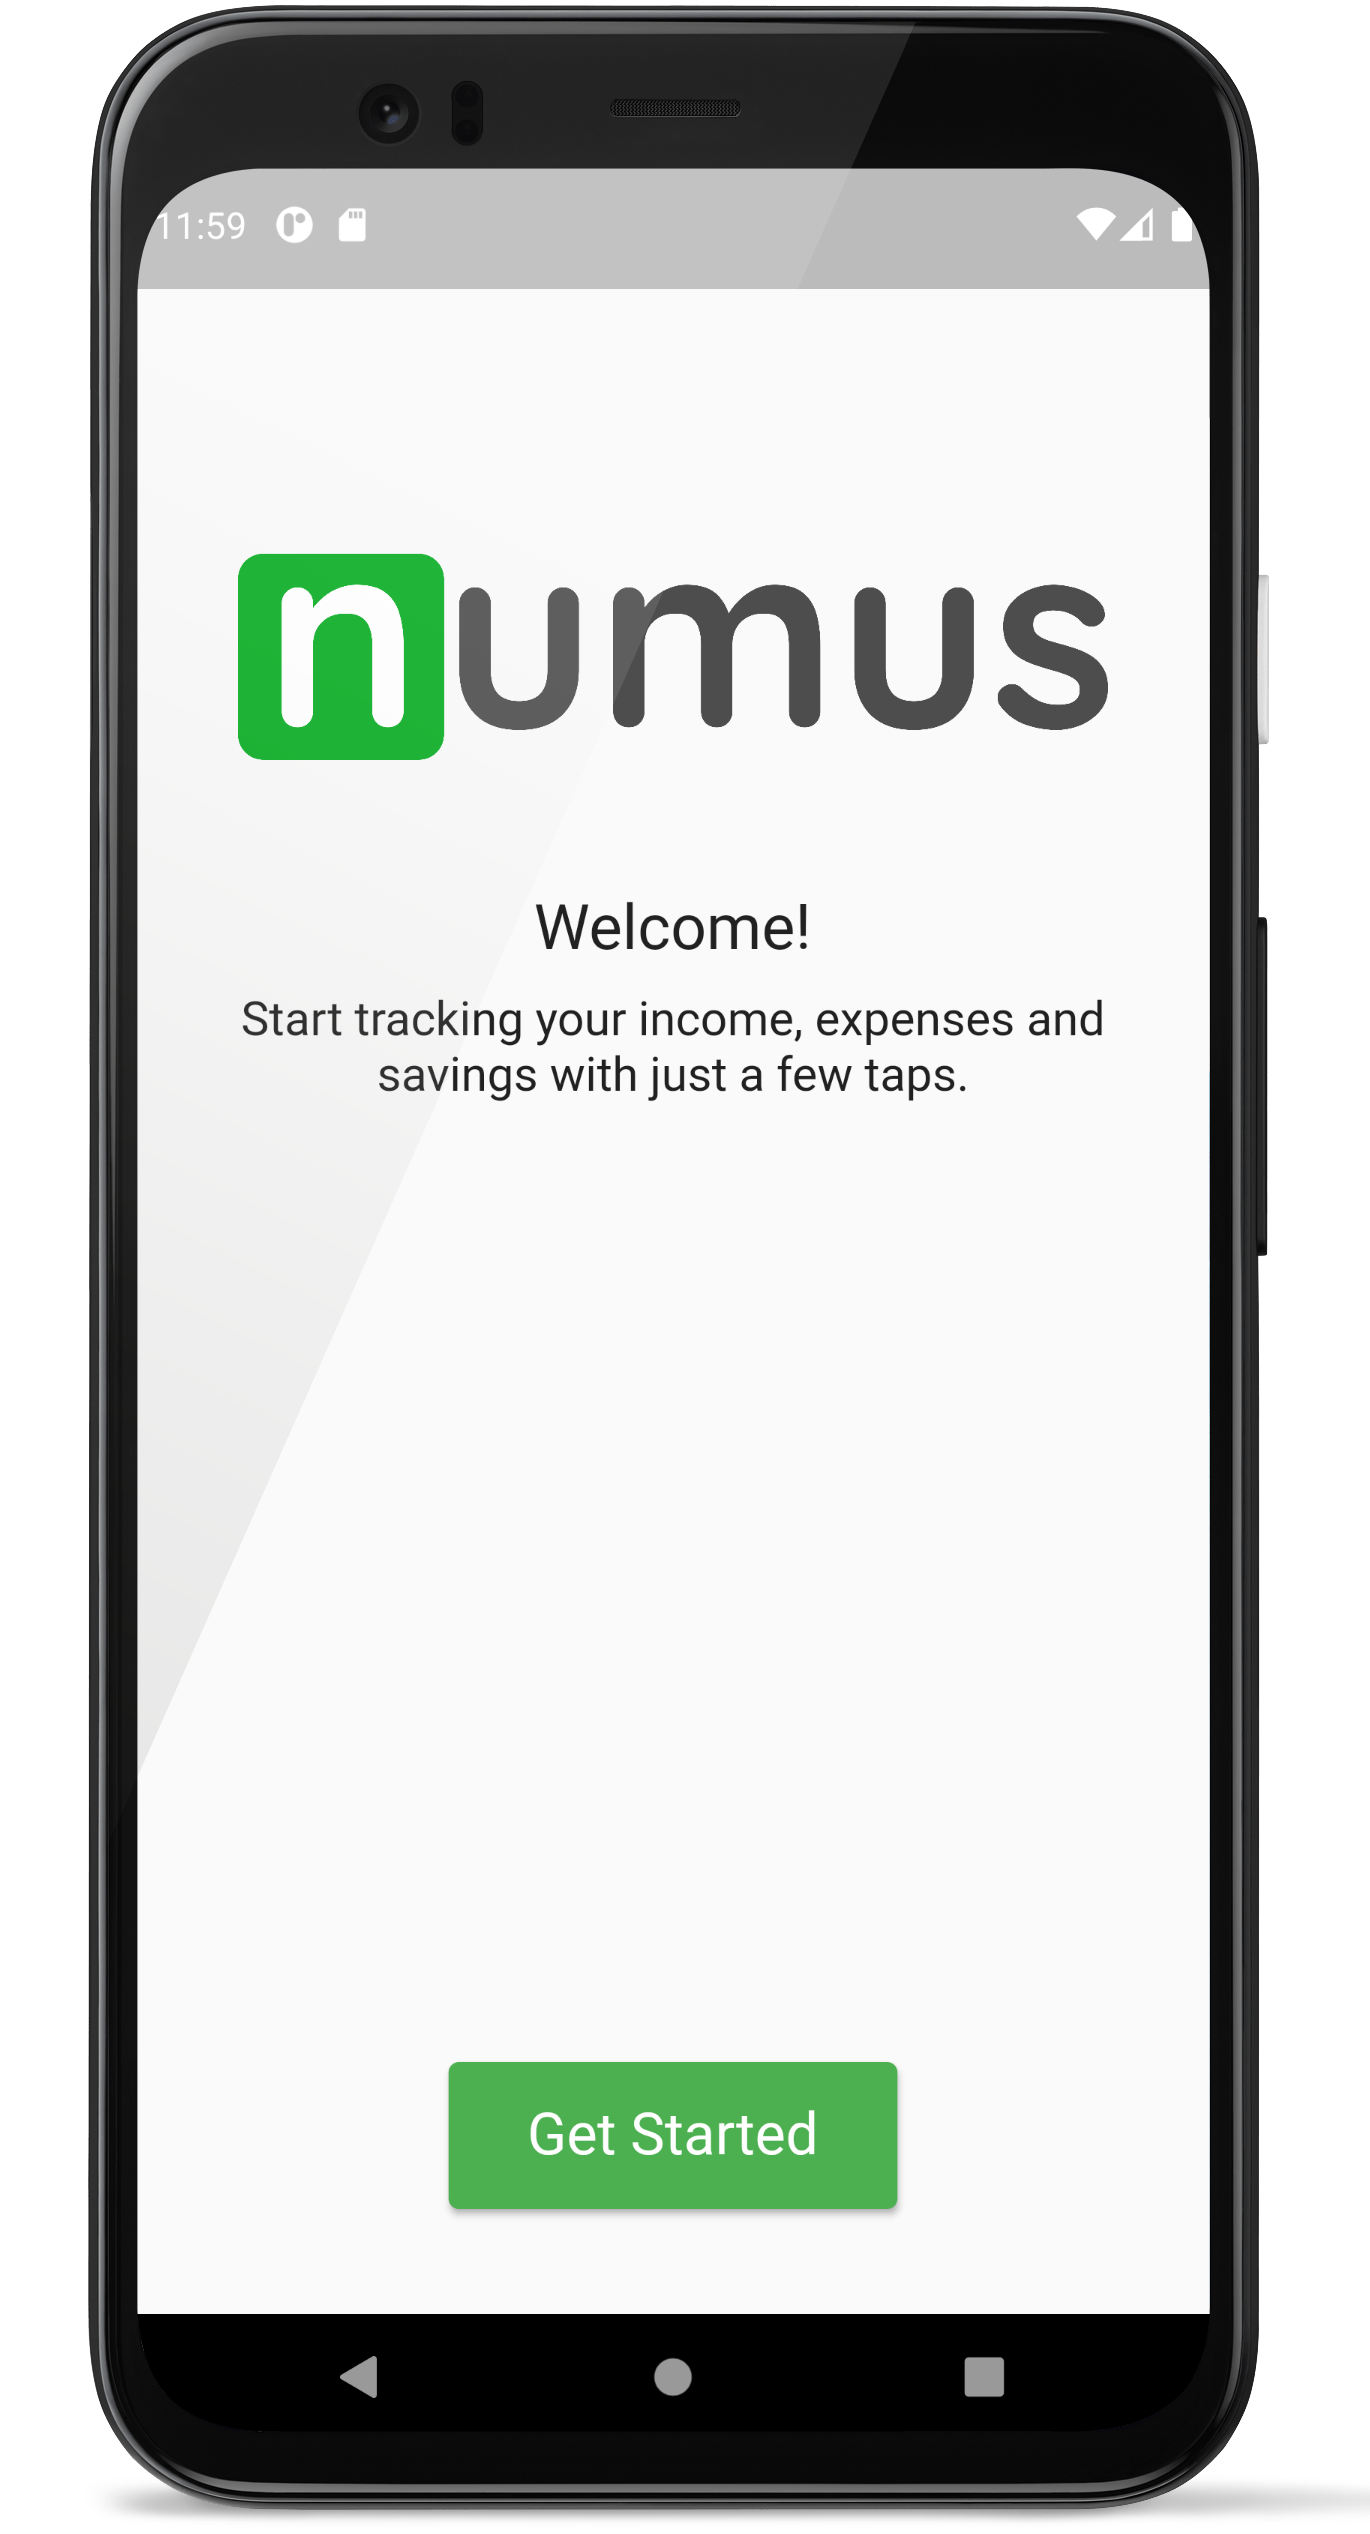 11:59
numus
Welcome!
Start tracking your income, expenses and
savings with just a few taps.
Get Started